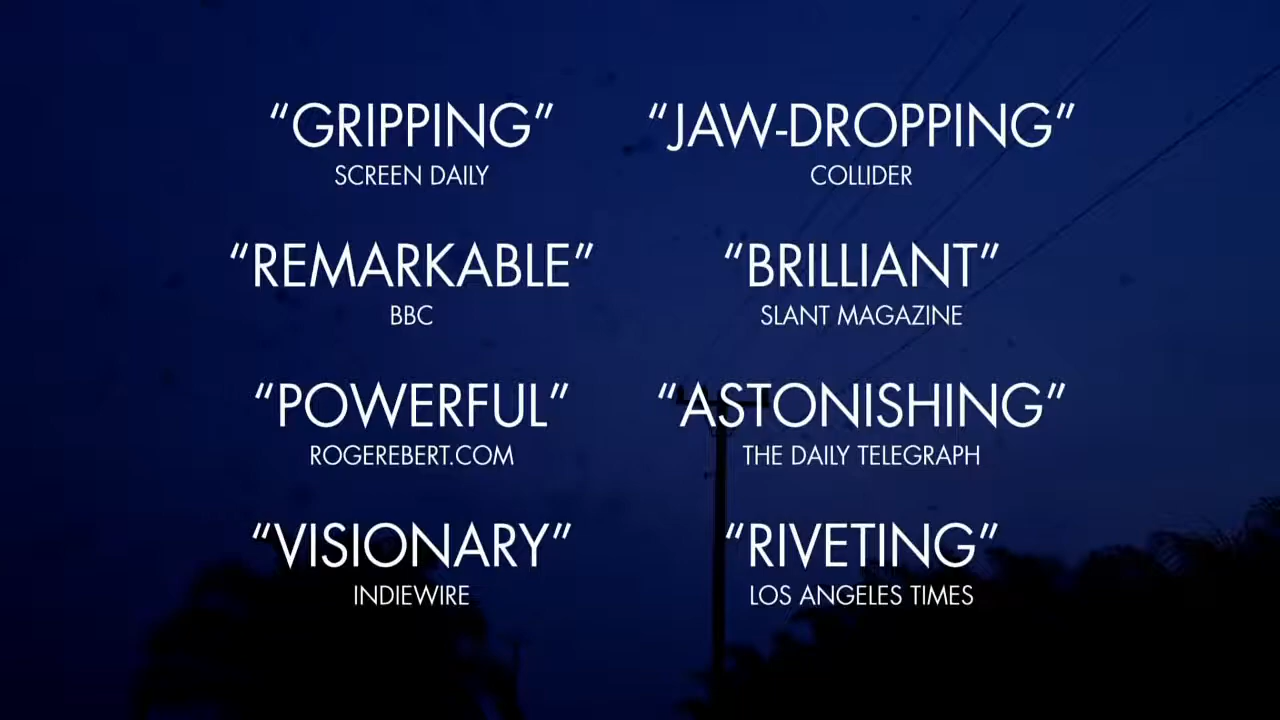 “GRIPPING”
SCREEN DAILY
“JAW-DROPPING”
COLLIDER
“REMARKABLE”
BBC
“BRILLIANT”
SLANT MAGAZINE
“POWERFUL”
ROGEREBERT.COM
“ASTONISHING”
THE DAILY TELEGRAPH
“VISIONARY”
INDIEWIRE
“RIVETING”
LOS ANGELES TIMES